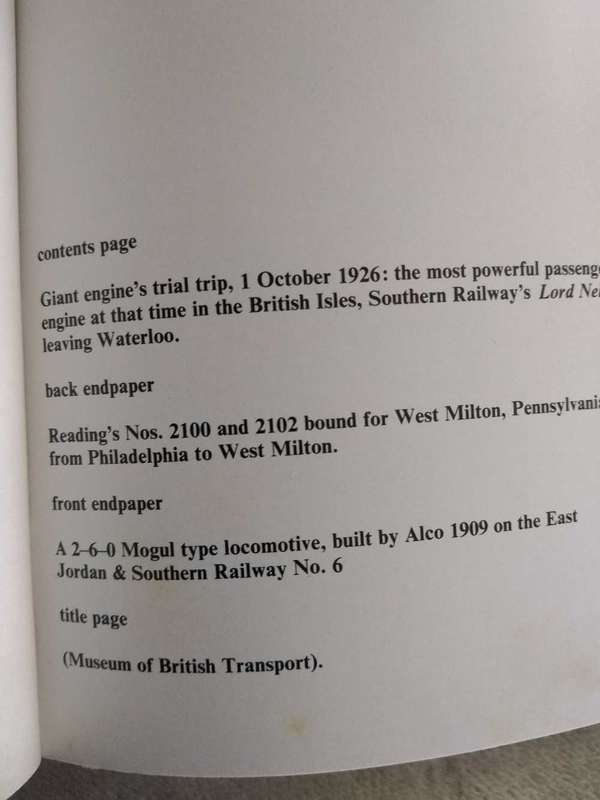 contents page
Giant engine's trial trip, 1 October 1926: the most powerful
engine at that time in the British Isles, Southern Railway's Lord
leaving Waterloo.
back endpaper
Reading's Nos. 2100 and 2102 bound for West Milton, Pennsylvania
from Philadelphia to West Milton.
front endpaper
A 2–6–0 Mogul type locomotive, built by Alco 1909 on the East
Jordan & Southern Railway No. 6
title page
(Museum of British Transport).